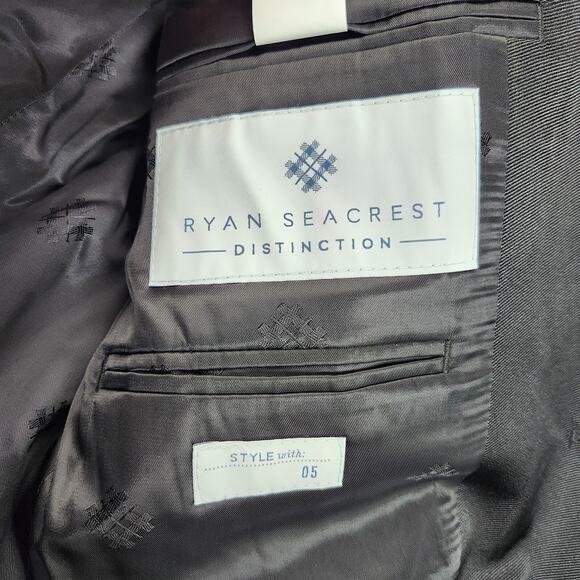 RYAN SEACREST
DISTINCTION
STYLE with:
05